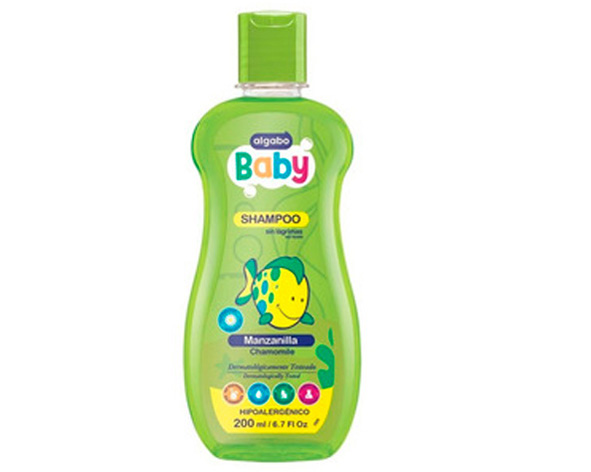 algabo
Baby
SHAMPOO
sin lágrimas
Manzanilla
Chamomile
Dermatológicamente Testeado
Dermatologically Tested
HIPOALERGÉNICO
200 ml / 6.7 Fl Oz